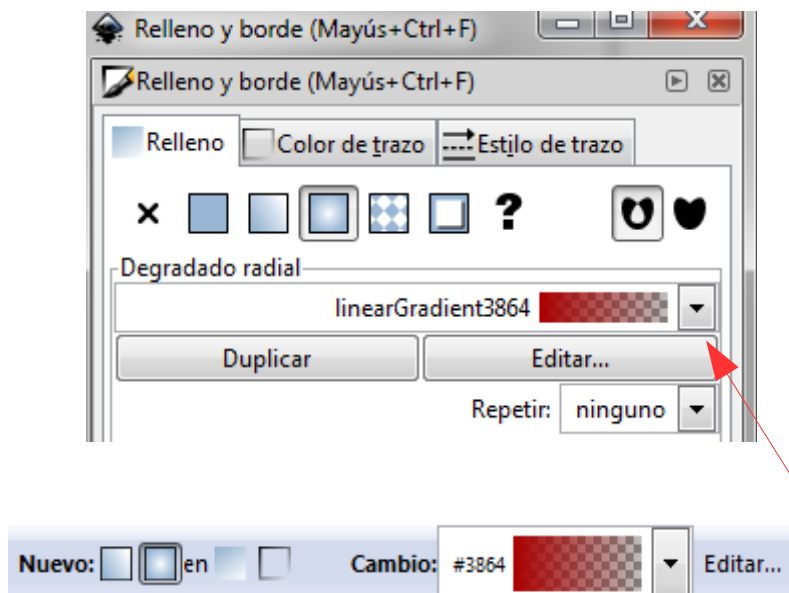 Relleno y borde (Mayús+Ctrl+F)
Relleno y borde (Mayús+Ctrl+F)
Relleno Color de trazo Estilo de trazo
?
Degradado radial
linearGradient3864
Duplicar Editar...
Repetir: ninguno
Nuevo: en Cambio: #3864 Editar...